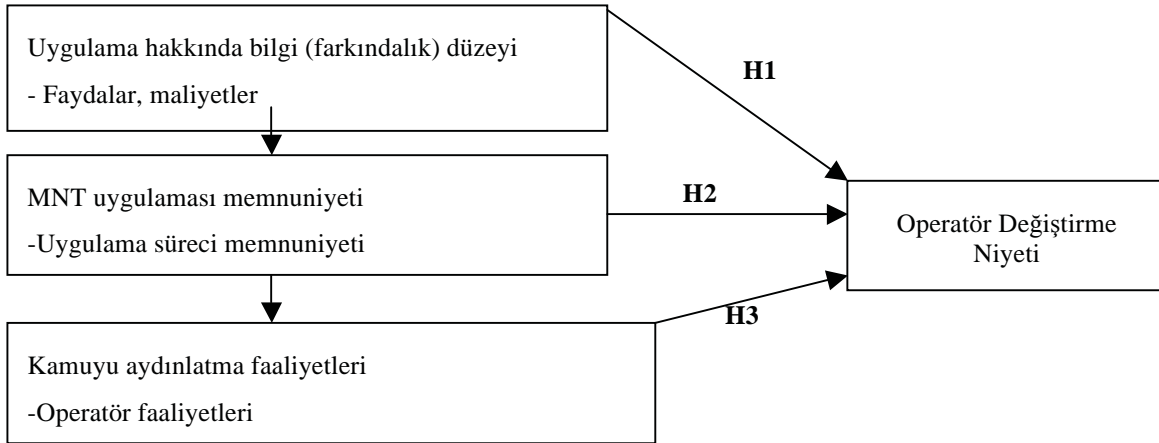 Uygulama hakkında bilgi (farkındalık) düzeyi
- Faydalar, maliyetler
H1
MNT uygulaması memnuniyeti
-Uygulama süreci memnuniyeti
H2
Operatör Değiştirme
Niyeti
H3
Kamuyu aydınlatma faaliyetleri
-Operatör faaliyetleri